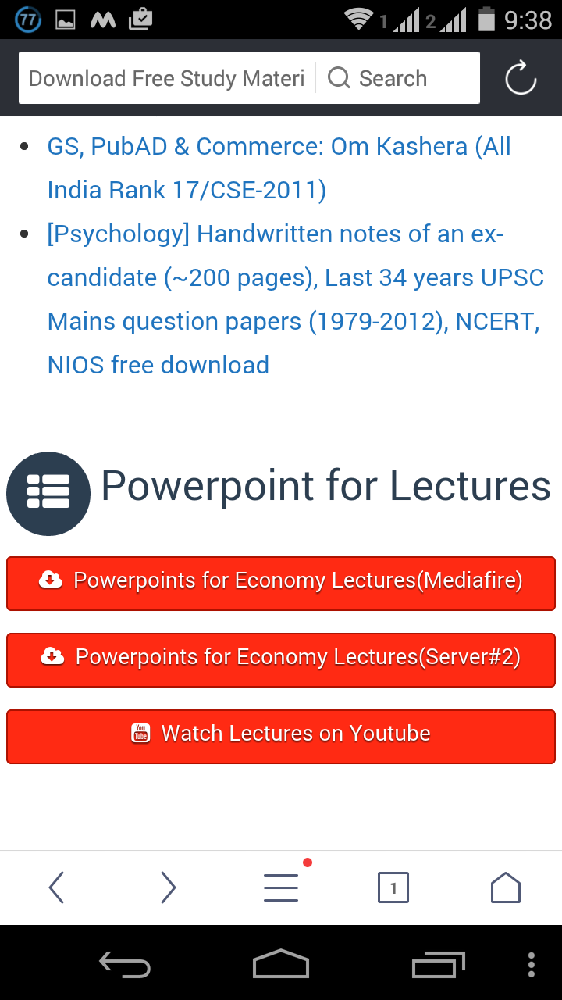 77
1
2
9:38
Download Free Study Materi
Search
GS, PubAD & Commerce: Om Kashera (All
India Rank 17/CSE-2011)
[Psychology] Handwritten notes of an ex-
candidate (~200 pages), Last 34 years UPSC
Mains question papers (1979-2012), NCERT,
NIOS free download
Powerpoint for Lectures
Powerpoints for Economy Lectures(Mediafire)
Powerpoints for Economy Lectures(Server#2)
You
Tube
Watch Lectures on Youtube
1